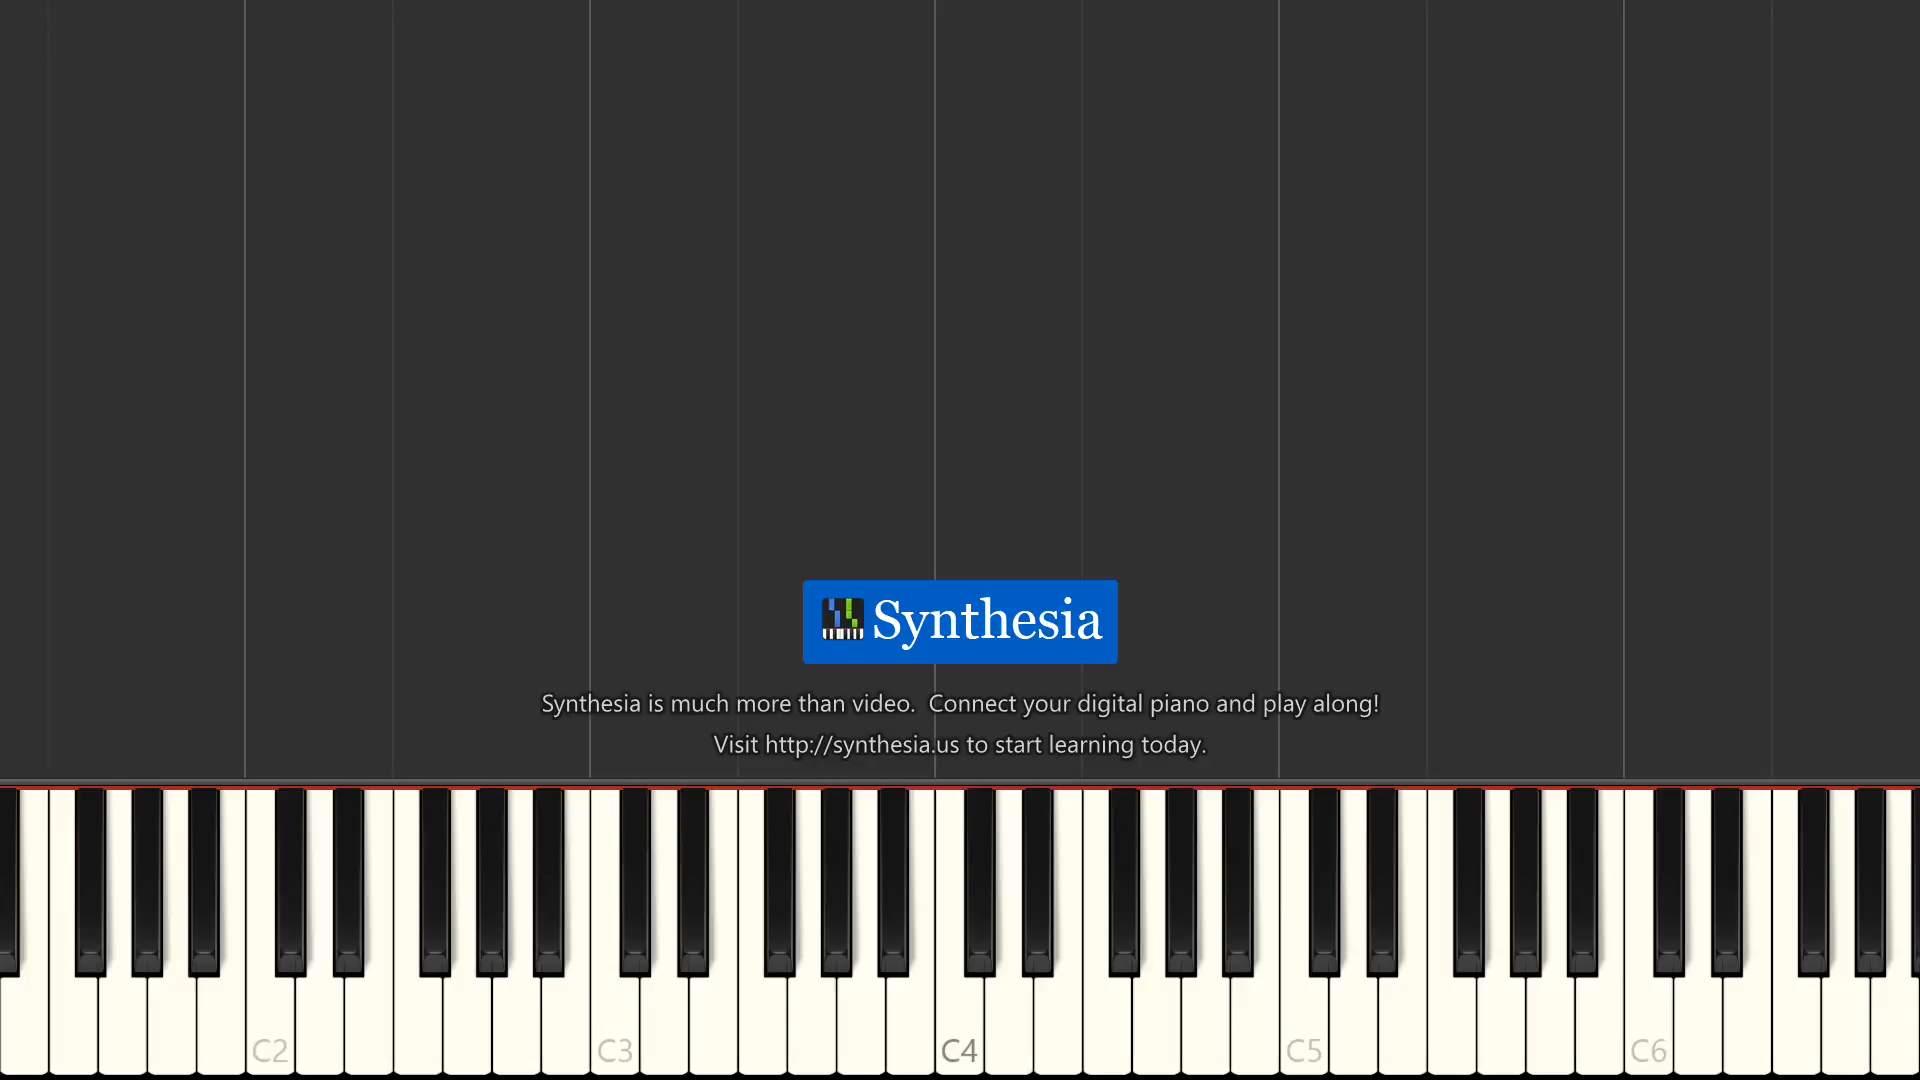 Synthesia
Synthesia is much more than video.  Connect your digital piano and play along!
Visit http://synthesia.us to start learning today.
C2 C3 C4 C5 C6